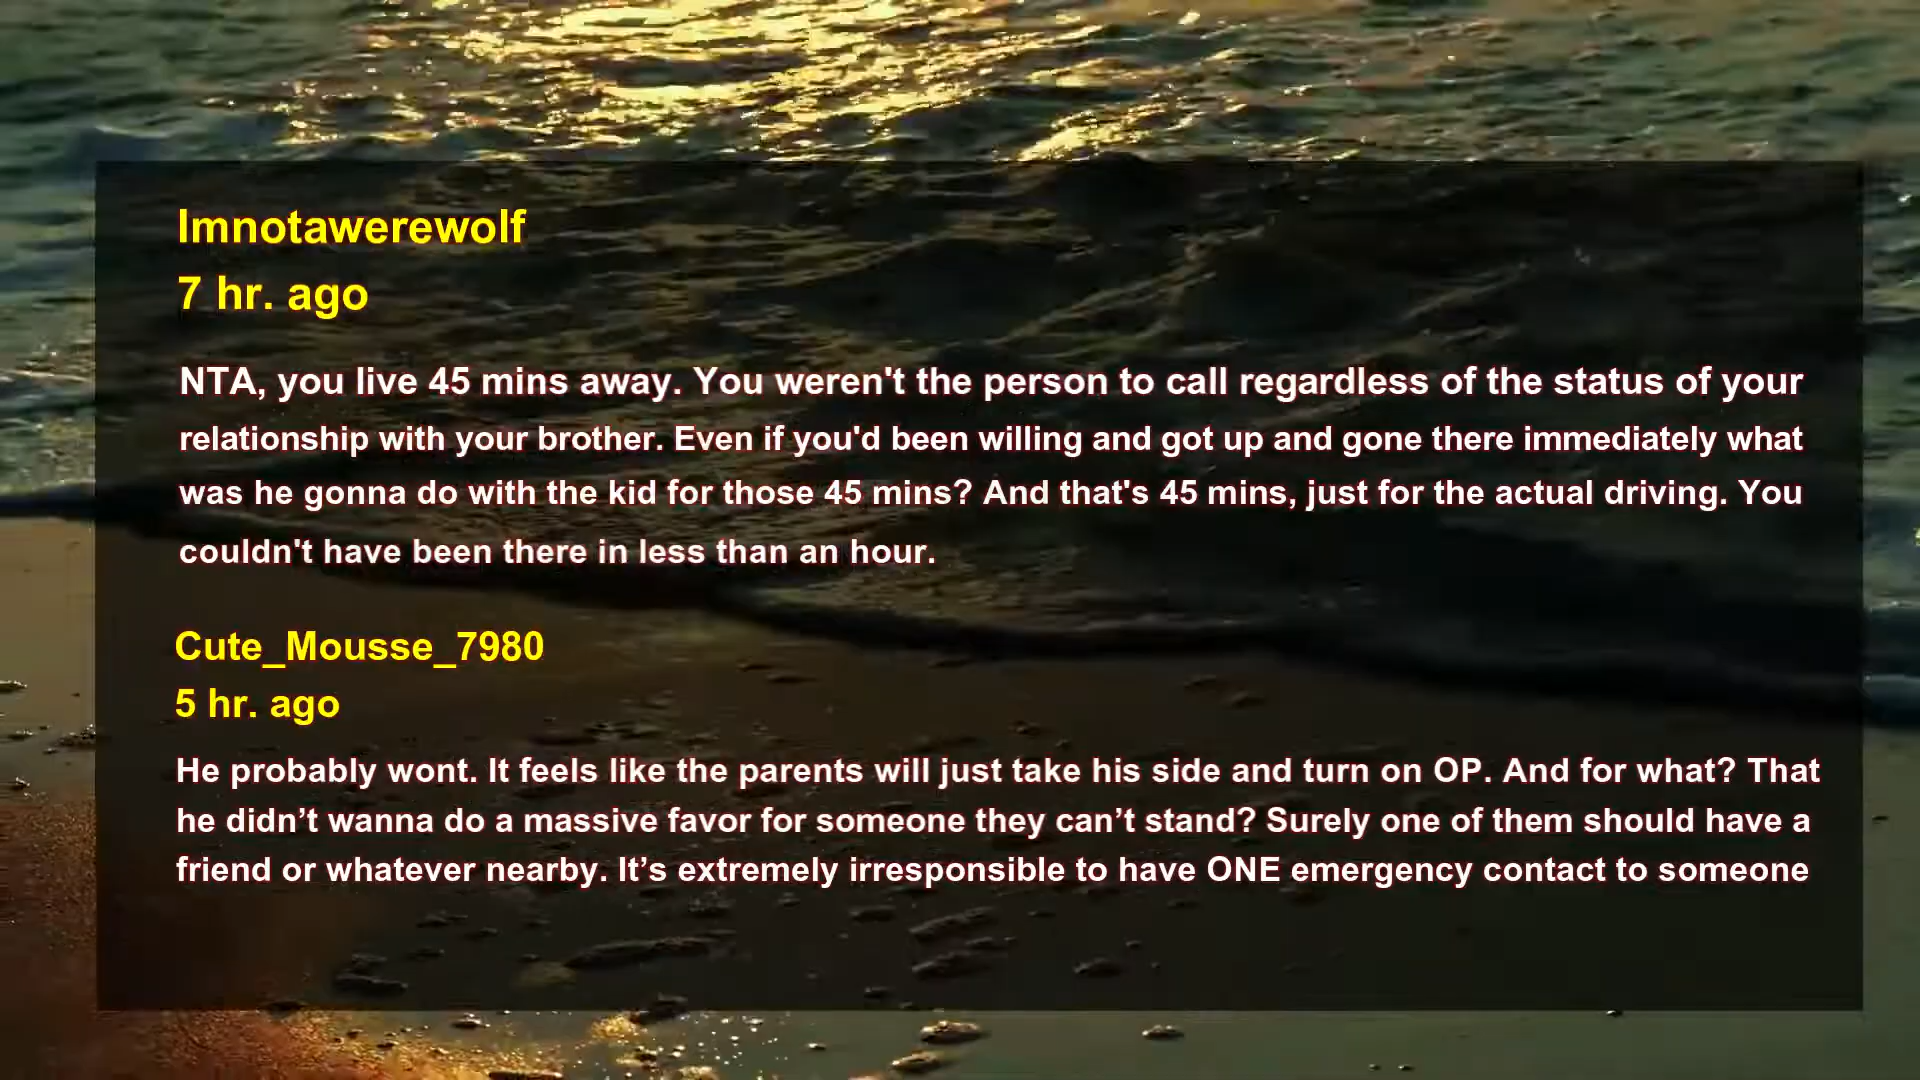 Imnotawerewolf
7 hr. ago
NTA, you live 45 mins away. You weren't the person to call regardless of the status of your
relationship with your brother. Even if you'd been willing and got up and gone there immediately what
was he gonna do with the kid for those 45 mins? And that's 45 mins, just for the actual driving. You
couldn't have been there in less than an hour.
Cute_Mousse_7980
5 hr. ago
He probably wont. It feels like the parents will just take his side and turn on OP. And for what? That
he didn’t wanna do a massive favor for someone they can’t stand? Surely one of them should have a
friend or whatever nearby. It’s extremely irresponsible to have ONE emergency contact to someone